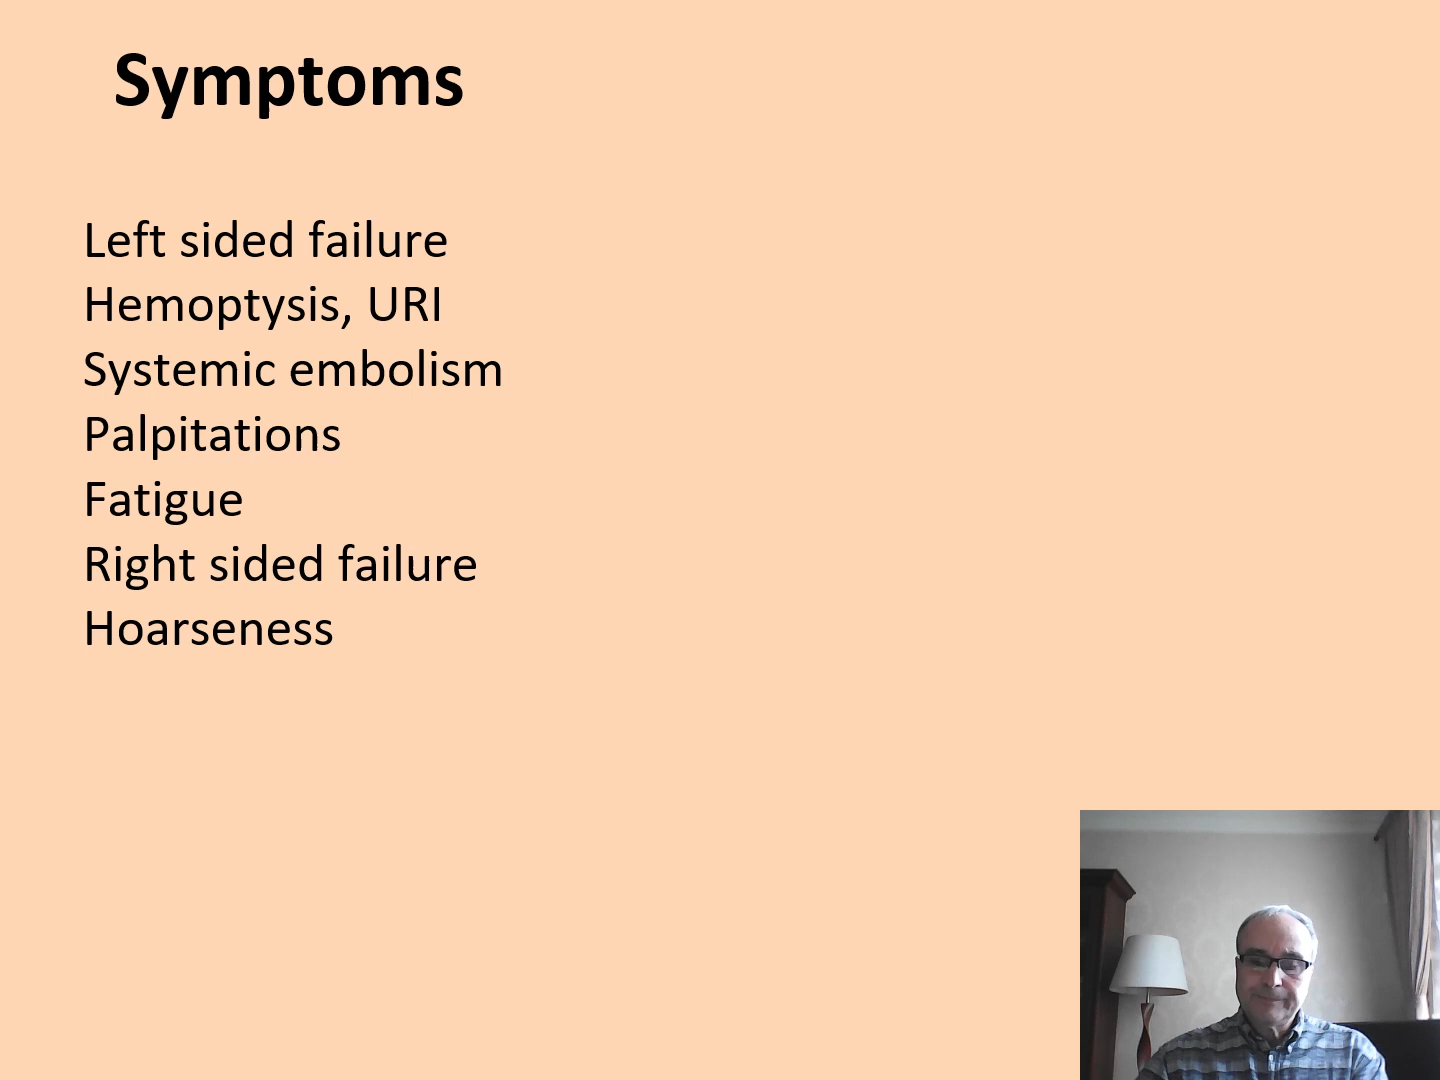 Symptoms
Left sided failure
Hemoptysis, URI
Systemic embolism
Palpitations
Fatigue
Right sided failure
Hoarseness